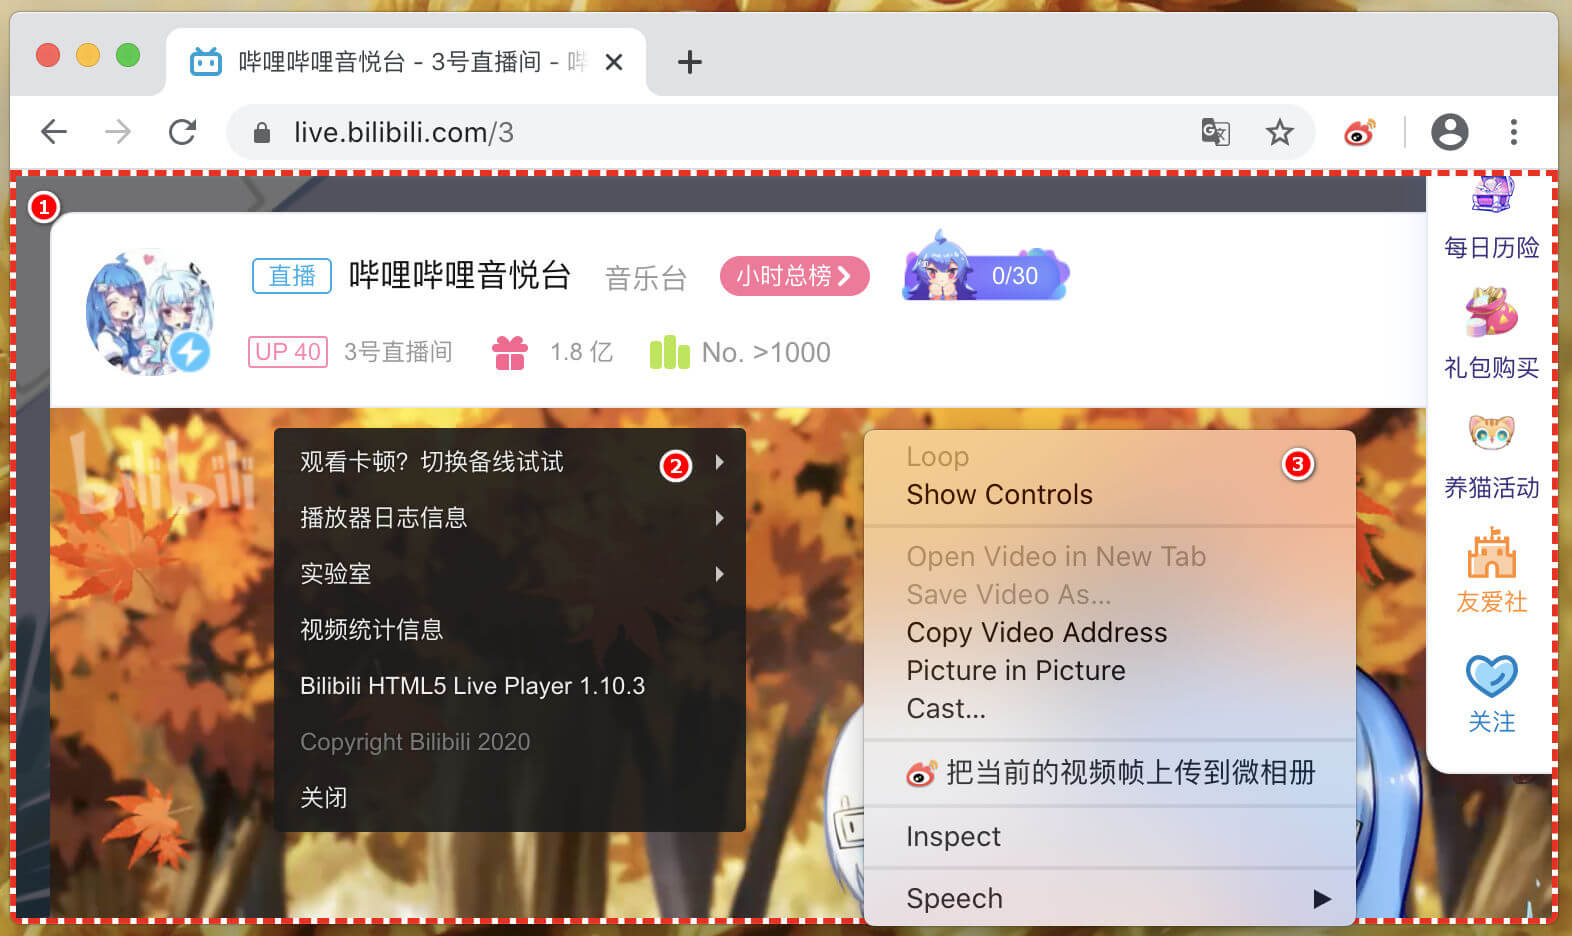 哔哩哔哩音悦台 - 3号直播间 - 哔
live.bilibili.com/3
1
直播 哔哩哔哩音悦台 音乐台 小时总榜 0/30
UP 40 3号直播间 1.8 亿 No. >1000
每日历险
礼包购买
养猫活动
友爱社
关注
bilibili
观看卡顿？切换备线试试 2
播放器日志信息
实验室
视频统计信息
Bilibili HTML5 Live Player 1.10.3
Copyright Bilibili 2020
关闭
Loop 3
Show Controls
Open Video in New Tab
Save Video As...
Copy Video Address
Picture in Picture
Cast...
把当前的视频帧上传到微相册
Inspect
Speech